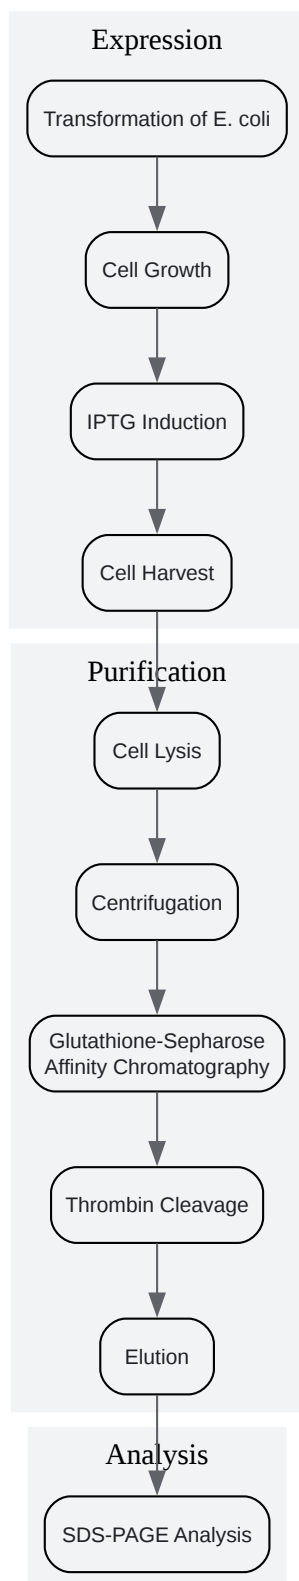 Expression
Transformation of E. coli
Cell Growth
IPTG Induction
Cell Harvest
Purification
Cell Lysis
Centrifugation
Glutathione-Sepharose
Affinity Chromatography
Thrombin Cleavage
Elution
Analysis
SDS-PAGE Analysis